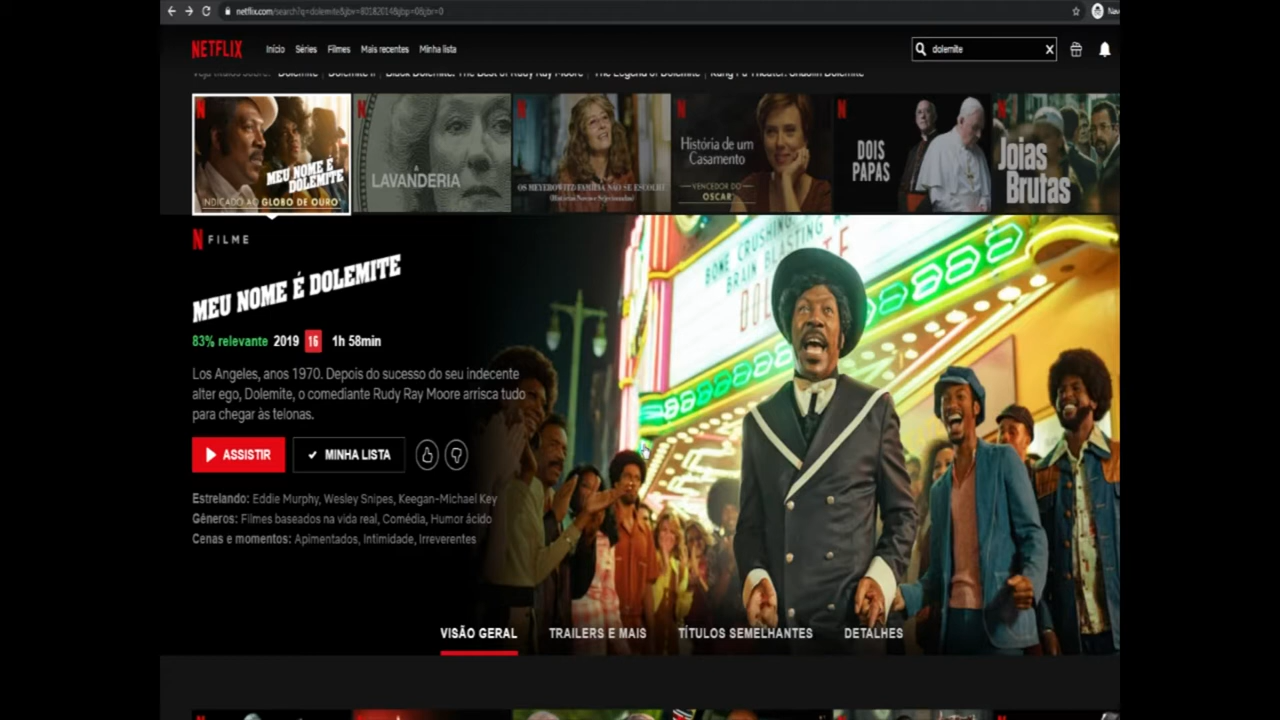 netflix.com/search?q=dolemite&jbv=80182014&jbp=0&jbr=0
NETFLIX Início Séries Filmes Mais recentes Minha lista dolemite
Dolemite | Dolemite II | Black Dolemite: The Best of Rudy Ray Moore | The Legend of Dolemite | Kung Fu Theater: Shaolin Dolemite
MEU NOME É
DOLEMITE
INDICADO AO GLOBO DE OURO
A
LAVANDERIA
OS MEYEROWITZ: FAMÍLIA NÃO SE ESCOLHE
História de um
Casamento
VENCEDOR DO
OSCAR
DOIS
PAPAS
Joias
Brutas
N FILME
MEU NOME É DOLEMITE
83% relevante 2019 16 1h 58min
Los Angeles, anos 1970. Depois do sucesso do seu indecente
alter ego, Dolemite, o comediante Rudy Ray Moore arrisca tudo
para chegar às telonas.
ASSISTIR MINHA LISTA
Estrelando: Eddie Murphy, Wesley Snipes, Keegan-Michael Key
Gêneros: Filmes baseados na vida real, Comédia, Humor ácido
Cenas e momentos: Apimentados, Intimidade, Irreverentes
BONE CRUSHING
BRAIN BLASTING
VISÃO GERAL TRAILERS E MAIS TÍTULOS SEMELHANTES DETALHES